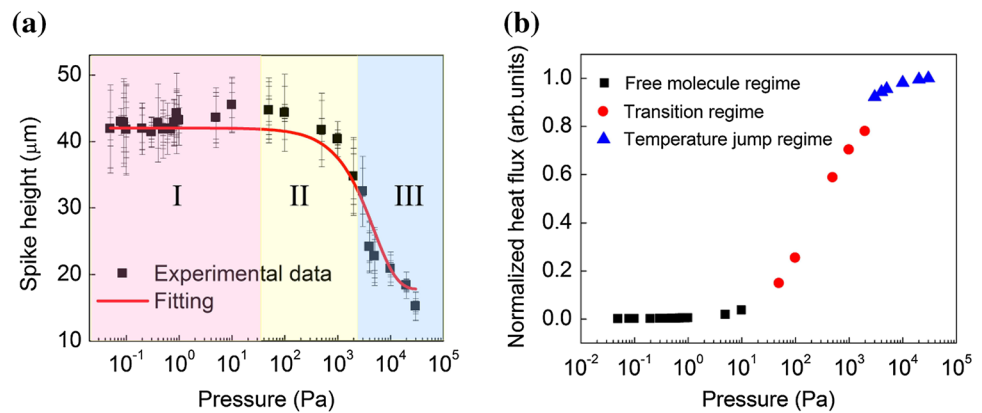 (a)
Spike height (μm)
50
40
30
20
10
I
II
III
Experimental data
Fitting
10⁻¹ 10⁰ 10¹ 10² 10³ 10⁴ 10⁵
Pressure (Pa)
(b)
Normalized heat flux (arb.units)
1.0
0.8
0.6
0.4
0.2
0.0
Free molecule regime
Transition regime
Temperature jump regime
10⁻² 10⁻¹ 10⁰ 10¹ 10² 10³ 10⁴ 10⁵
Pressure (Pa)